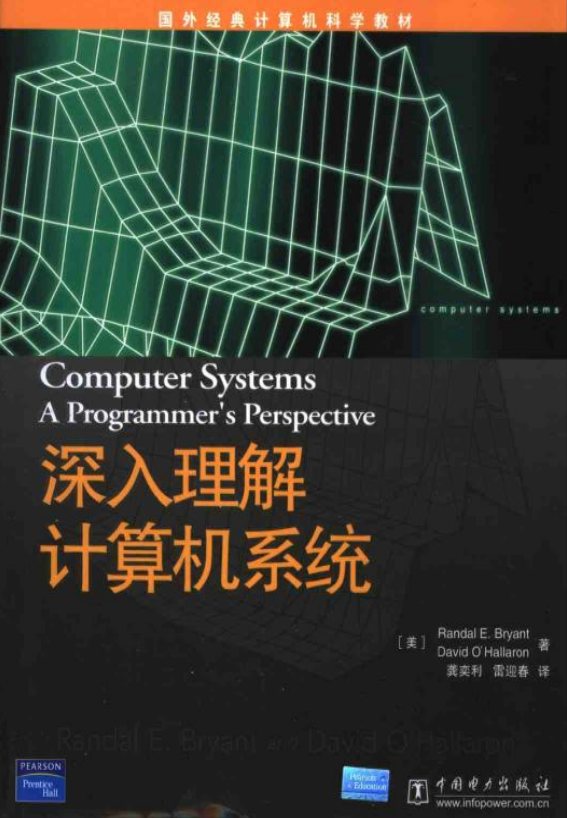 国外经典计算机科学教材
computer systems
Computer Systems
A Programmer's Perspective
深入理解
计算机系统
[美] Randal E. Bryant
David O'Hallaron 著
龚奕利 雷迎春 译
Randal E. Bryant and David O'Hallaron
PEARSON
Prentice
Hall
Pearson
Education
中国电力出版社
www.infopower.com.cn